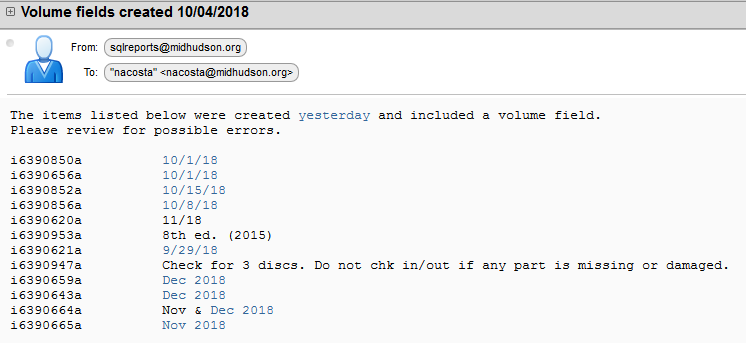 Volume fields created 10/04/2018
From: sqlreports@midhudson.org
To: "nacosta" <nacosta@midhudson.org>
The items listed below were created yesterday and included a volume field.
Please review for possible errors.
i6390850a 10/1/18
i6390656a 10/1/18
i6390852a 10/15/18
i6390856a 10/8/18
i6390620a 11/18
i6390953a 8th ed. (2015)
i6390621a 9/29/18
i6390947a Check for 3 discs. Do not chk in/out if any part is missing or damaged.
i6390659a Dec 2018
i6390643a Dec 2018
i6390664a Nov & Dec 2018
i6390665a Nov 2018